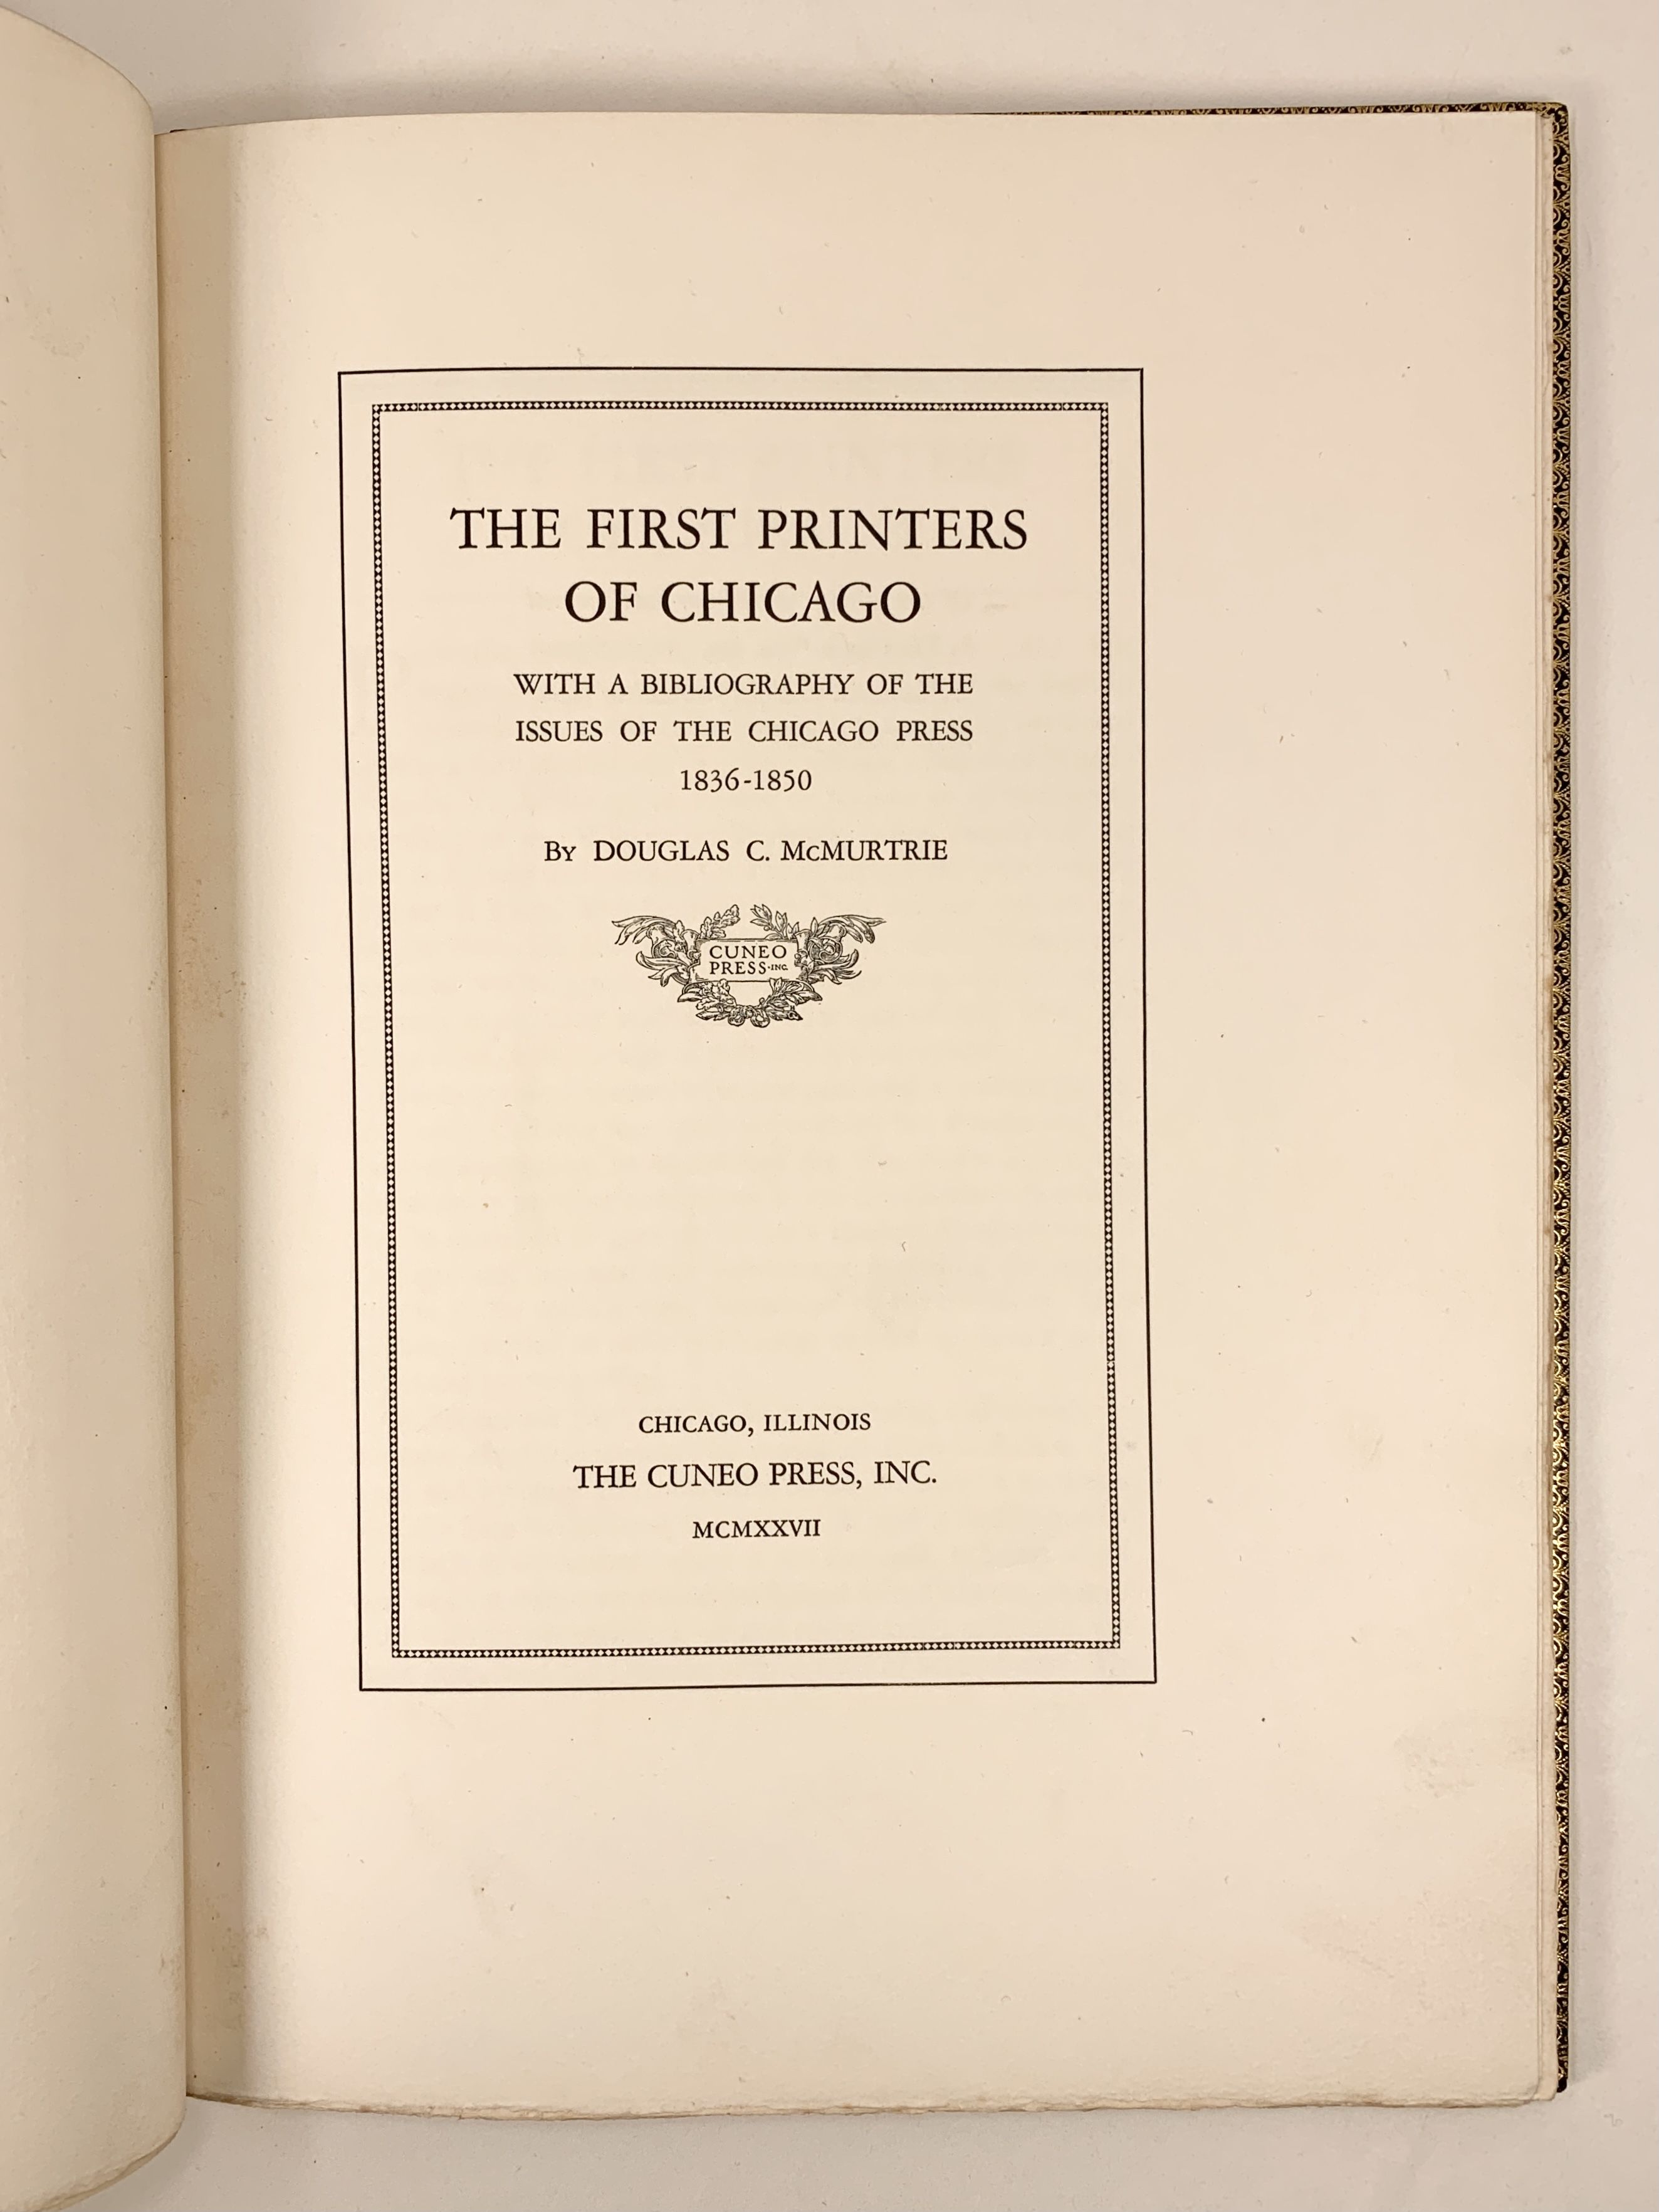 THE FIRST PRINTERS
OF CHICAGO
WITH A BIBLIOGRAPHY OF THE
ISSUES OF THE CHICAGO PRESS
1836-1850
By DOUGLAS C. McMURTRIE
CUNEO
PRESS·INC.
CHICAGO, ILLINOIS
THE CUNEO PRESS, INC.
MCMXXVII